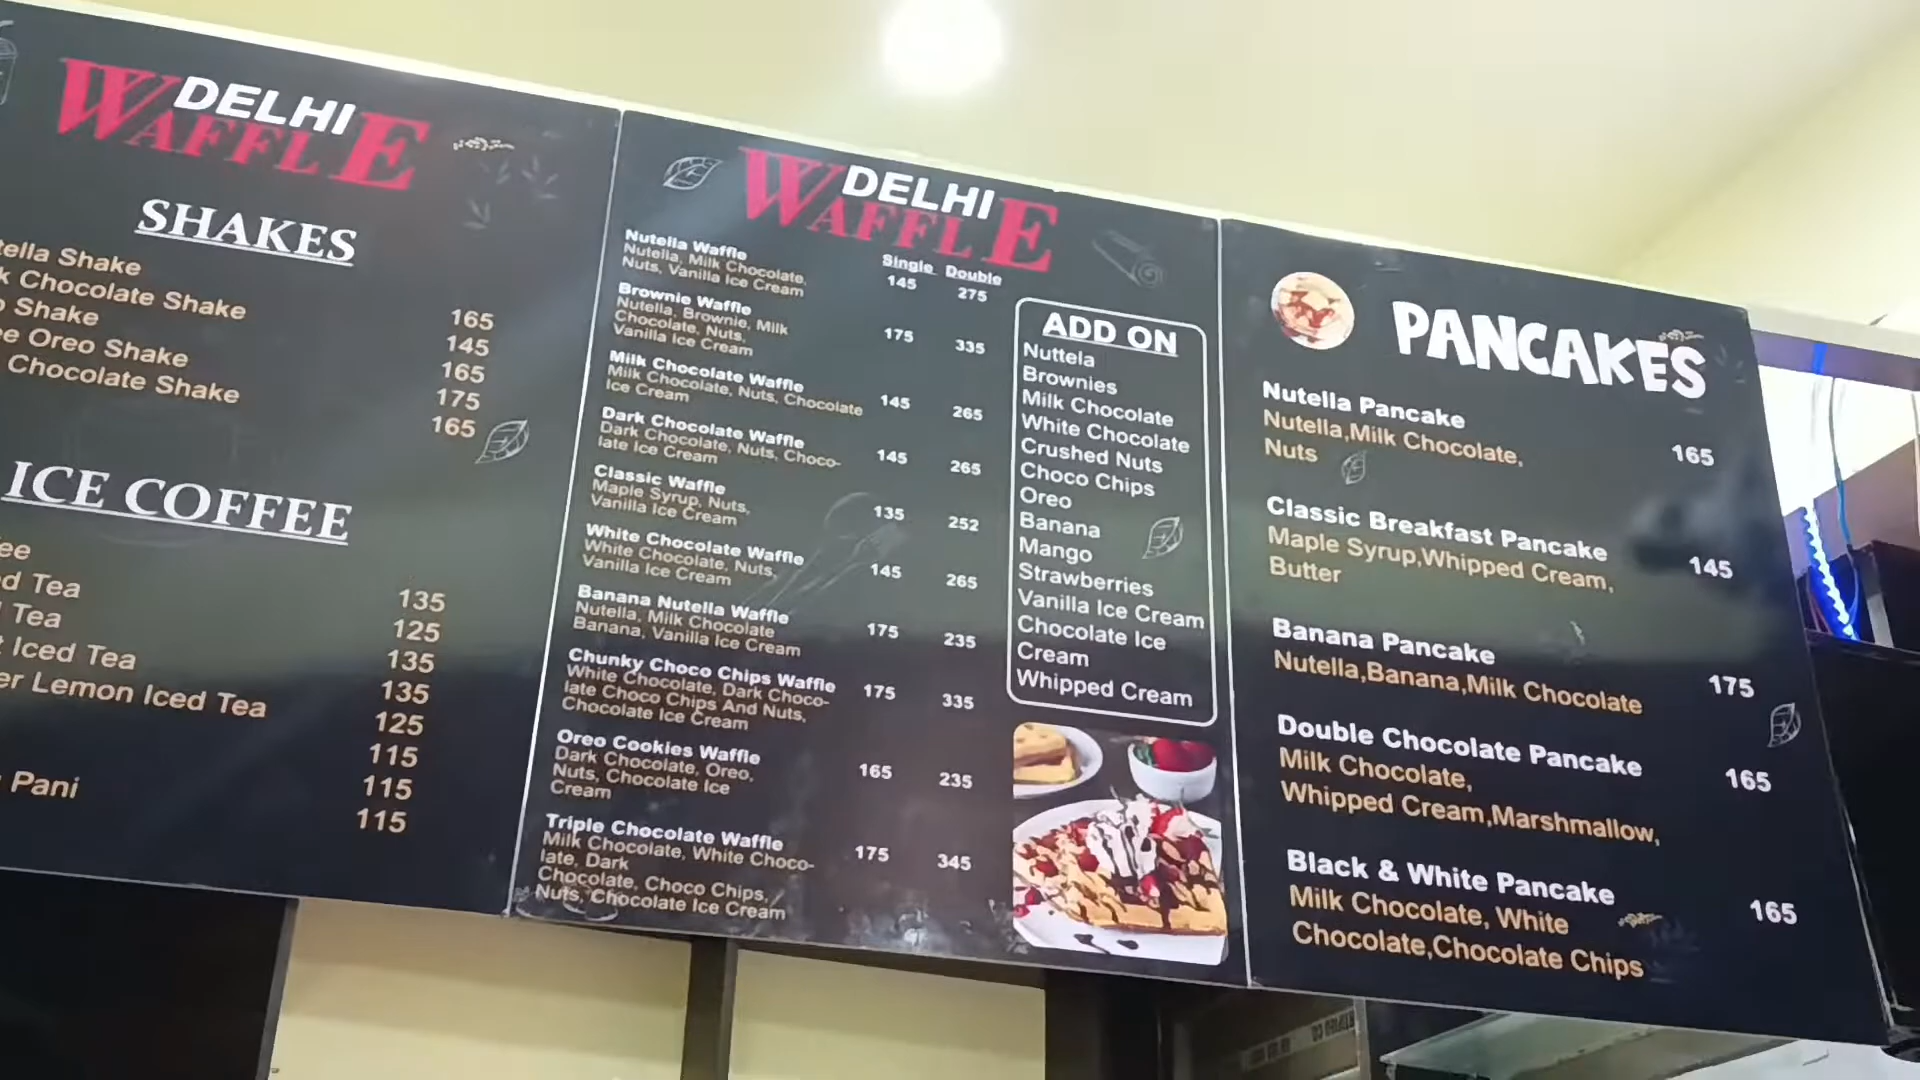 DELHI
WAFFLE
SHAKES
Shake
Chocolate Shake
165
Shake
145
Oreo Shake
165
Chocolate Shake
175
165
ICE COFFEE
135
Tea
125
Tea
135
Iced Tea
135
Lemon Iced Tea
125
115
Pani
115
115
DELHI
WAFFLE
Single Double
Nutella Waffle
Nutella, Milk Chocolate,
Nuts, Vanilla Ice Cream
145 275
Brownie Waffle
Nutella, Brownie, Milk
Chocolate, Nuts,
Vanilla Ice Cream
175 335
Milk Chocolate Waffle
Milk Chocolate, Nuts, Chocolate
Ice Cream
145 265
Dark Chocolate Waffle
Dark Chocolate, Nuts, Choco-
late Ice Cream
145 265
Classic Waffle
Maple Syrup, Nuts,
Vanilla Ice Cream
135 252
White Chocolate Waffle
White Chocolate, Nuts,
Vanilla Ice Cream
145 265
Banana Nutella Waffle
Nutella, Milk Chocolate
Banana, Vanilla Ice Cream
175 235
Chunky Choco Chips Waffle
White Chocolate, Dark Choco-
late Choco Chips And Nuts,
Chocolate Ice Cream
175 335
Oreo Cookies Waffle
Dark Chocolate, Oreo,
Nuts, Chocolate Ice
Cream
165 235
Triple Chocolate Waffle
Milk Chocolate, White Choco-
late, Dark
Chocolate, Choco Chips,
Nuts, Chocolate Ice Cream
175 345
ADD ON
Nuttela
Brownies
Milk Chocolate
White Chocolate
Crushed Nuts
Choco Chips
Oreo
Banana
Mango
Strawberries
Vanilla Ice Cream
Chocolate Ice
Cream
Whipped Cream
PANCAKES
Nutella Pancake
Nutella,Milk Chocolate,
Nuts
165
Classic Breakfast Pancake
Maple Syrup,Whipped Cream,
Butter
145
Banana Pancake
Nutella,Banana,Milk Chocolate
175
Double Chocolate Pancake
Milk Chocolate,
Whipped Cream,Marshmallow,
165
Black & White Pancake
Milk Chocolate, White
Chocolate,Chocolate Chips
165